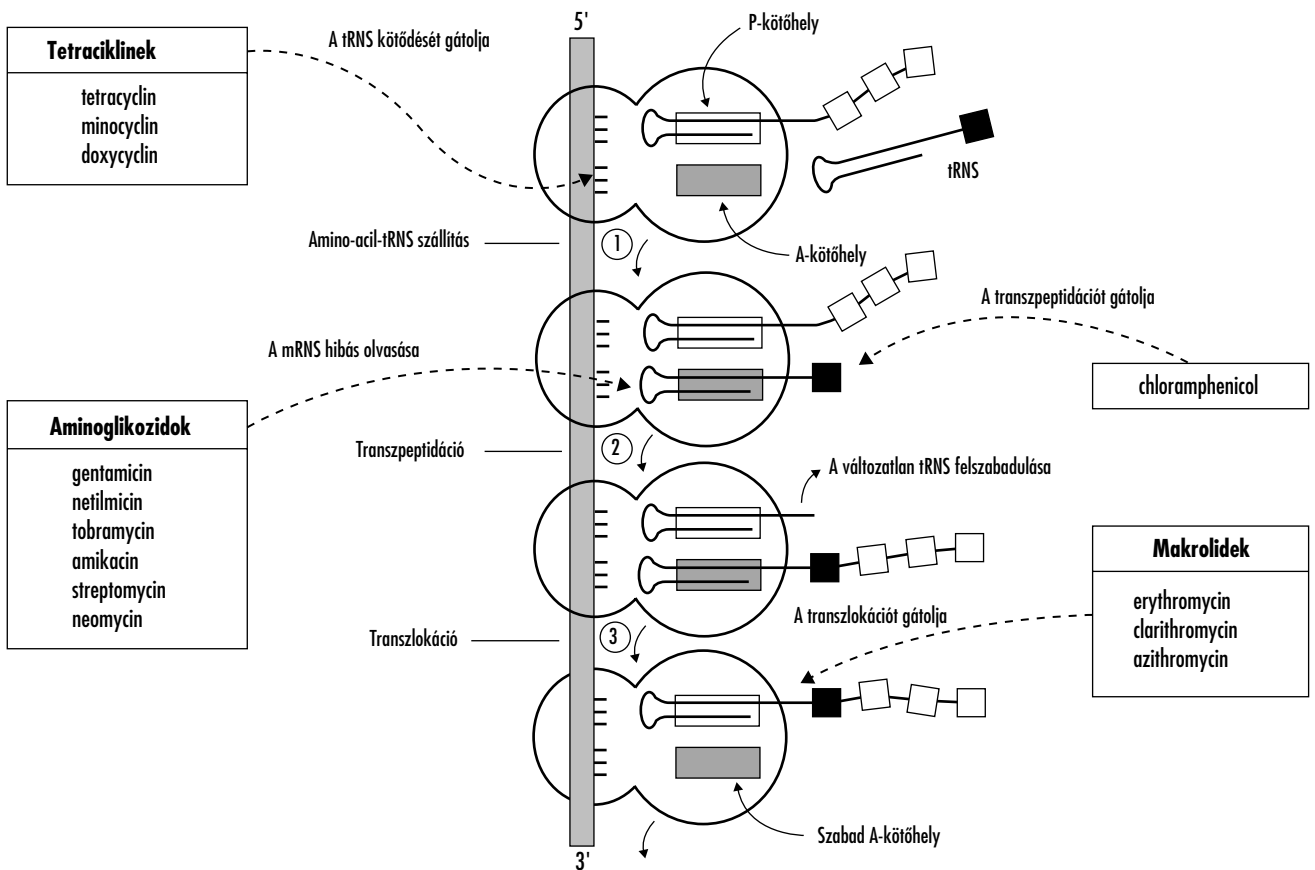 5'
P-kötőhely
A tRNS kötődését gátolja
Tetraciklinek
tetracyclin
minocyclin
doxycyclin
tRNS
Amino-acil-tRNS szállítás
1
A-kötőhely
A transzpeptidációt gátolja
A mRNS hibás olvasása
chloramphenicol
Aminoglikozidok
gentamicin
netilmicin
tobramycin
amikacin
streptomycin
neomycin
Transzpeptidáció
2
A változatlan tRNS felszabadulása
Makrolidek
erythromycin
clarithromycin
azithromycin
A transzlokációt gátolja
Transzlokáció
3
Szabad A-kötőhely
3'